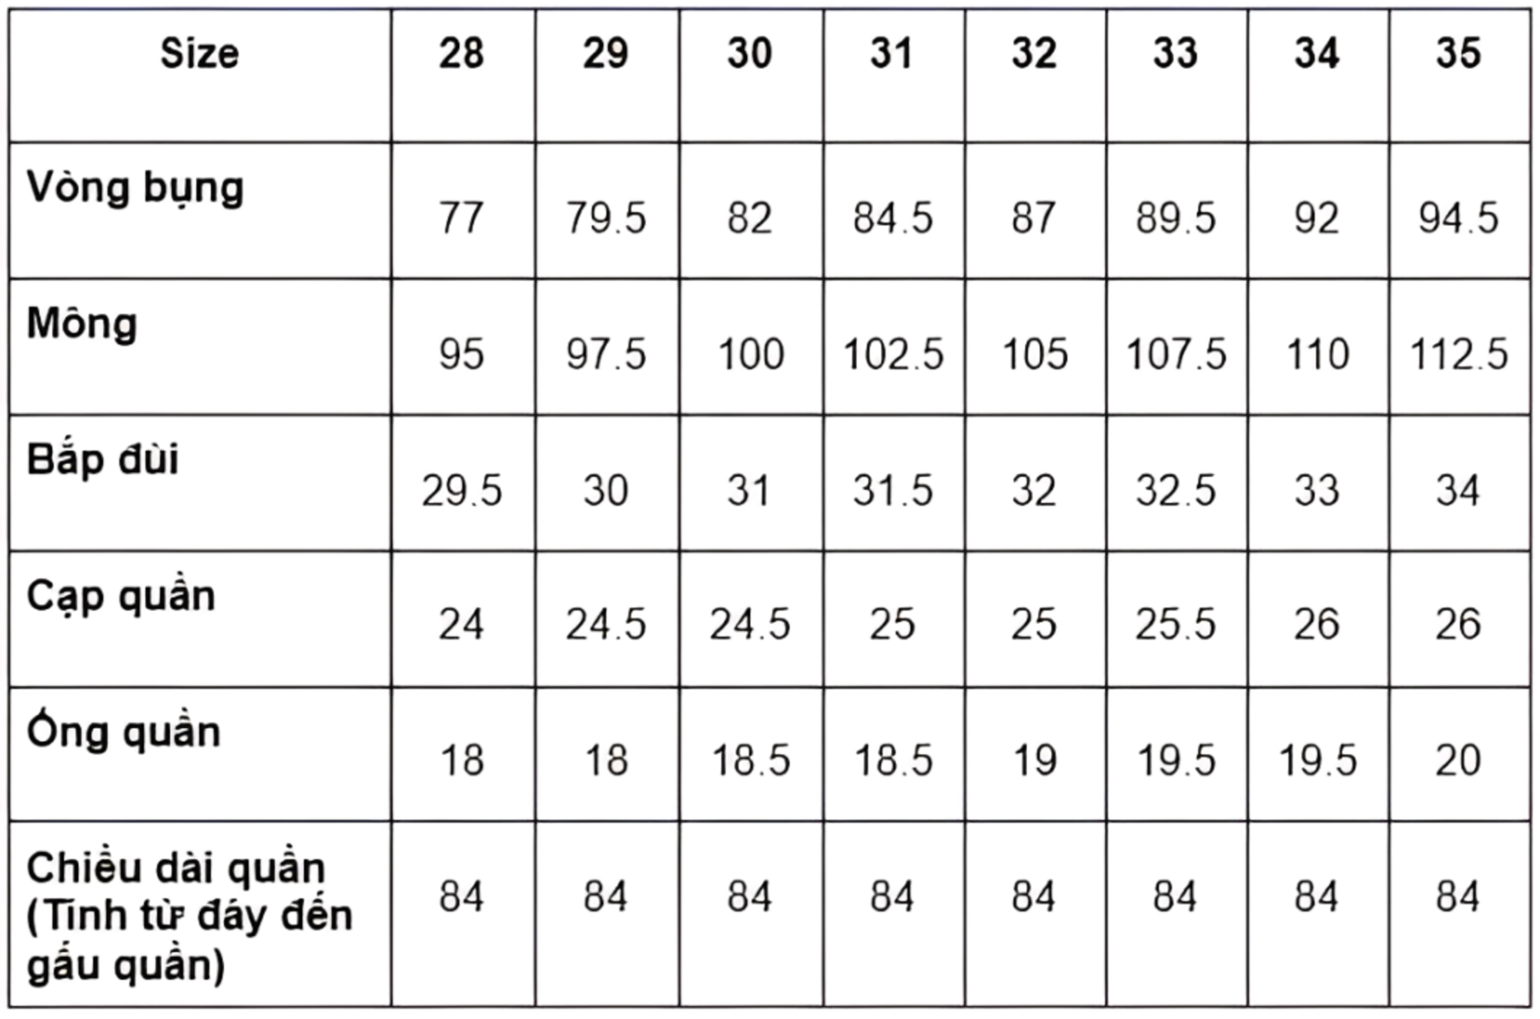 Size 28 29 30 31 32 33 34 35
Vòng bụng 77 79.5 82 84.5 87 89.5 92 94.5
Mông 95 97.5 100 102.5 105 107.5 110 112.5
Bắp đùi 29.5 30 31 31.5 32 32.5 33 34
Cạp quần 24 24.5 24.5 25 25 25.5 26 26
Ống quần 18 18 18.5 18.5 19 19.5 19.5 20
Chiều dài quần
(Tính từ đáy đến
gấu quần) 84 84 84 84 84 84 84 84